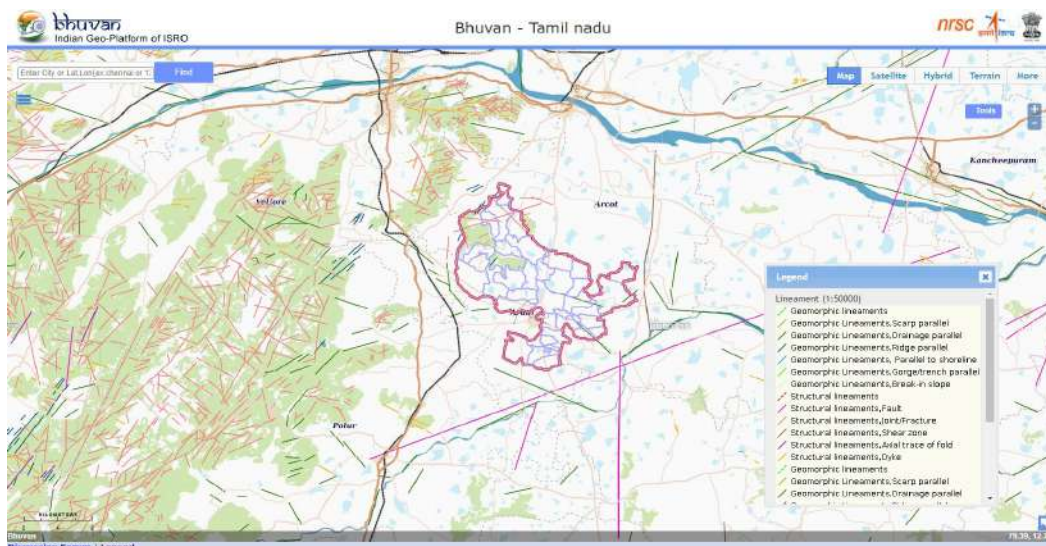 bhuvan
Indian Geo-Platform of ISRO
Bhuvan - Tamil nadu
nrsc
Find
Map
Satellite
Hybrid
Terrain
More
Tools
Kancheepuram
Vellore
Arcot
Polur
Legend
Lineament (1:50000)
Geomorphic lineaments
Geomorphic Lineaments,Scarp parallel
Geomorphic Lineaments,Drainage parallel
Geomorphic Lineaments,Ridge parallel
Geomorphic Lineaments, Parallel to shoreline
Geomorphic Lineaments,Gorge/trench parallel
Geomorphic Lineaments,Break-in slope
Structural lineaments
Structural lineaments,Fault
Structural lineaments,Joint/Fracture
Structural lineaments,Shear zone
Structural lineaments,Axial trace of fold
Structural lineaments,Dyke
Geomorphic lineaments
Geomorphic Lineaments,Scarp parallel
Geomorphic Lineaments,Drainage parallel
Bhuvan